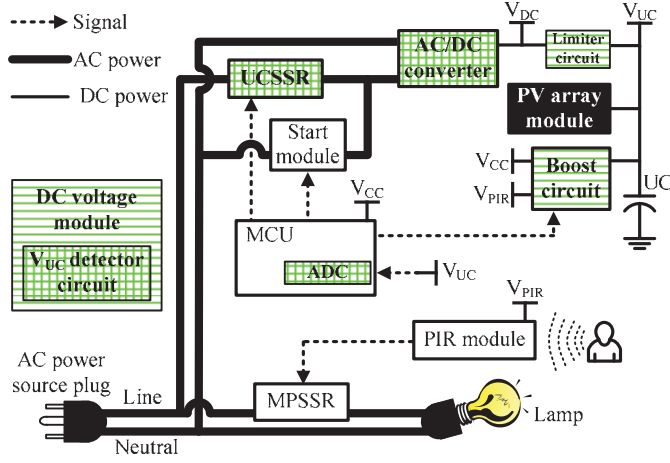 Signal
AC power
DC power
UCSSR
AC/DC
converter
V_DC
Limiter
circuit
V_UC
PV array
module
Start
module
V_CC
V_PIR
Boost
circuit
UC
DC voltage
module
V_UC detector
circuit
V_CC
MCU
ADC
V_UC
V_PIR
PIR module
AC power
source plug
Line
Neutral
MPSSR
Lamp